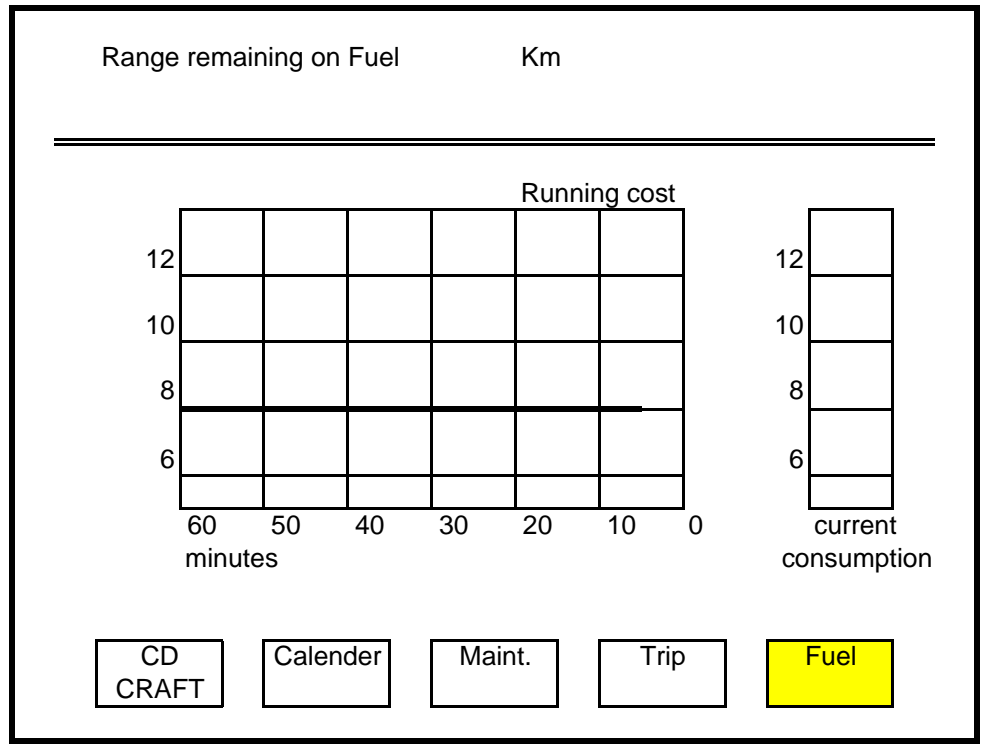 Range remaining on Fuel Km
Running cost
12 12
10 10
8 8
6 6
60 50 40 30 20 10 0 current
minutes consumption
CD Calender Maint. Trip Fuel
CRAFT